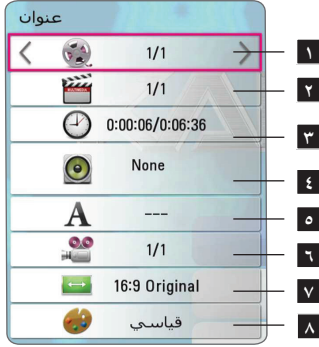 عنوان
1/1 ١
1/1 ٢
0:00:06/0:06:36 ٣
None ٤
A --- ٥
1/1 ٦
16:9 Original ٧
قياسي ٨